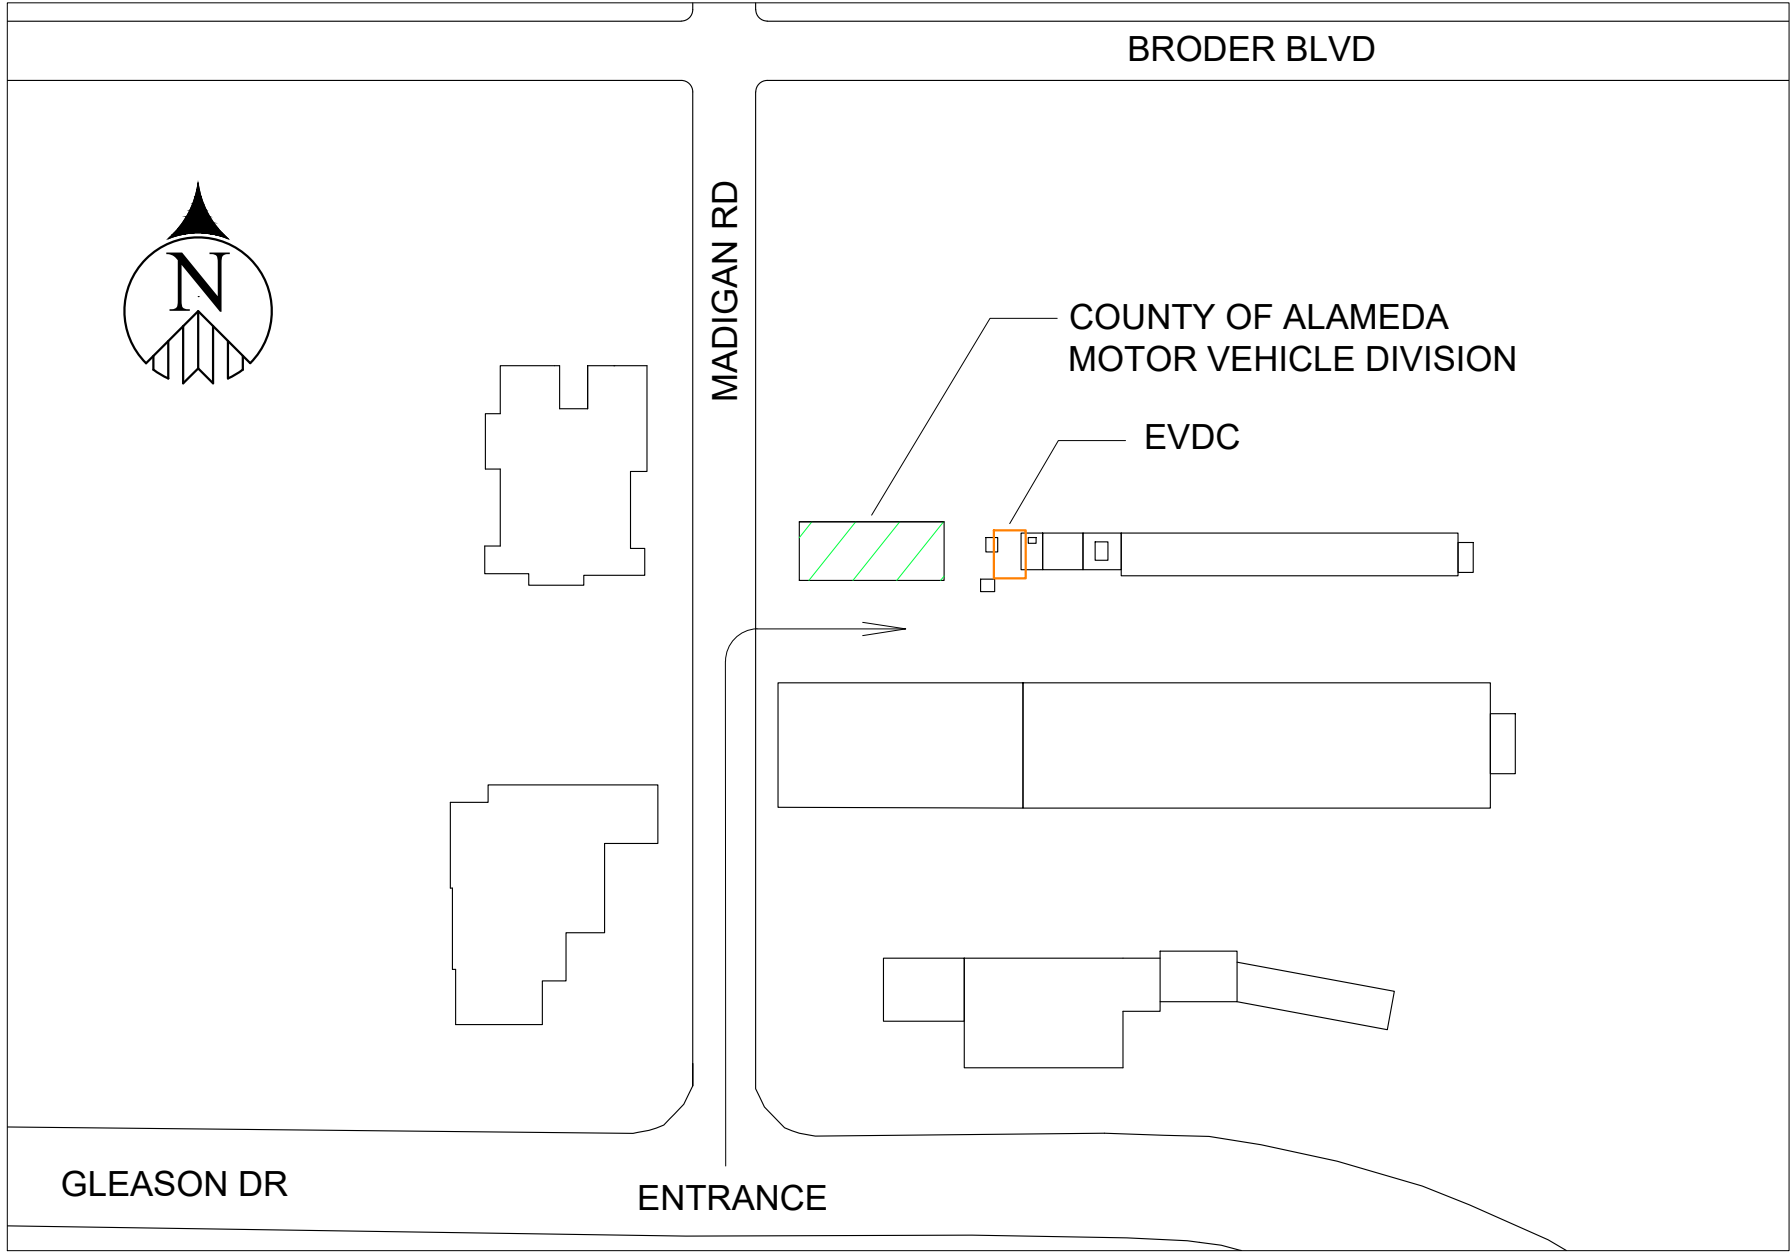 BRODER BLVD
MADIGAN RD
N
COUNTY OF ALAMEDA
MOTOR VEHICLE DIVISION
EVDC
GLEASON DR
ENTRANCE